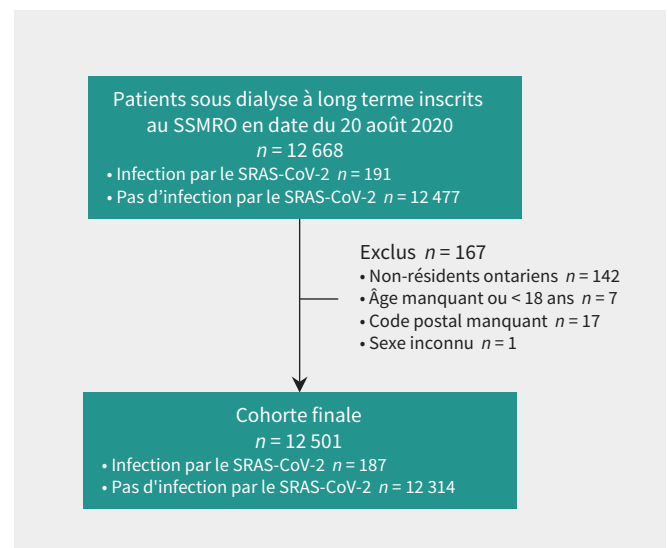 Patients sous dialyse à long terme inscrits
au SSMRO en date du 20 août 2020
n = 12 668
• Infection par le SRAS-CoV-2 n = 191
• Pas d’infection par le SRAS-CoV-2 n = 12 477
Exclus n = 167
• Non-résidents ontariens n = 142
• Âge manquant ou < 18 ans n = 7
• Code postal manquant n = 17
• Sexe inconnu n = 1
Cohorte finale
n = 12 501
• Infection par le SRAS-CoV-2 n = 187
• Pas d'infection par le SRAS-CoV-2 n = 12 314